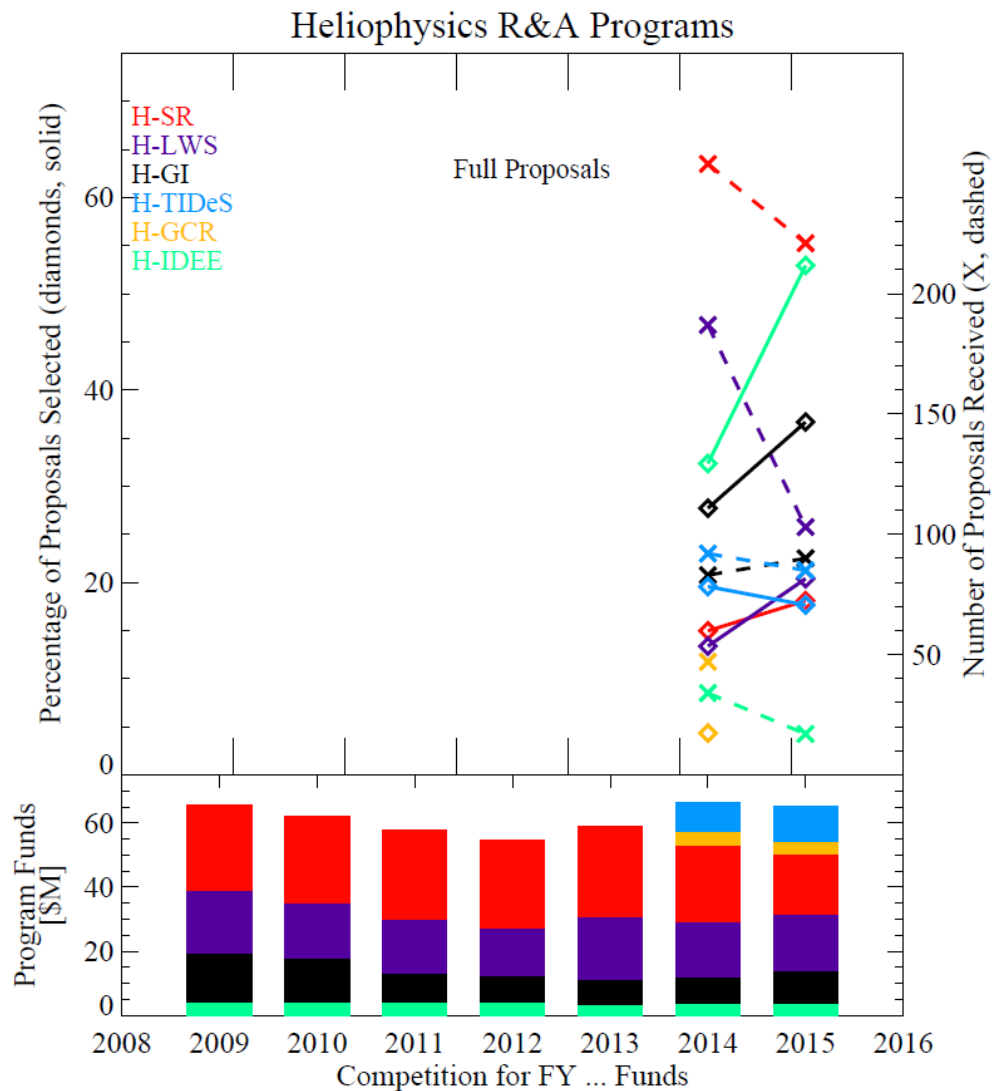 Heliophysics R&A Programs
H-SR
H-LWS
H-GI
H-TIDeS
H-GCR
H-IDEE
Full Proposals
Percentage of Proposals Selected (diamonds, solid)
60
40
20
0
Number of Proposals Received (X, dashed)
200
150
100
50
Program Funds
[$M]
60
40
20
0
2008 2009 2010 2011 2012 2013 2014 2015 2016
Competition for FY ... Funds